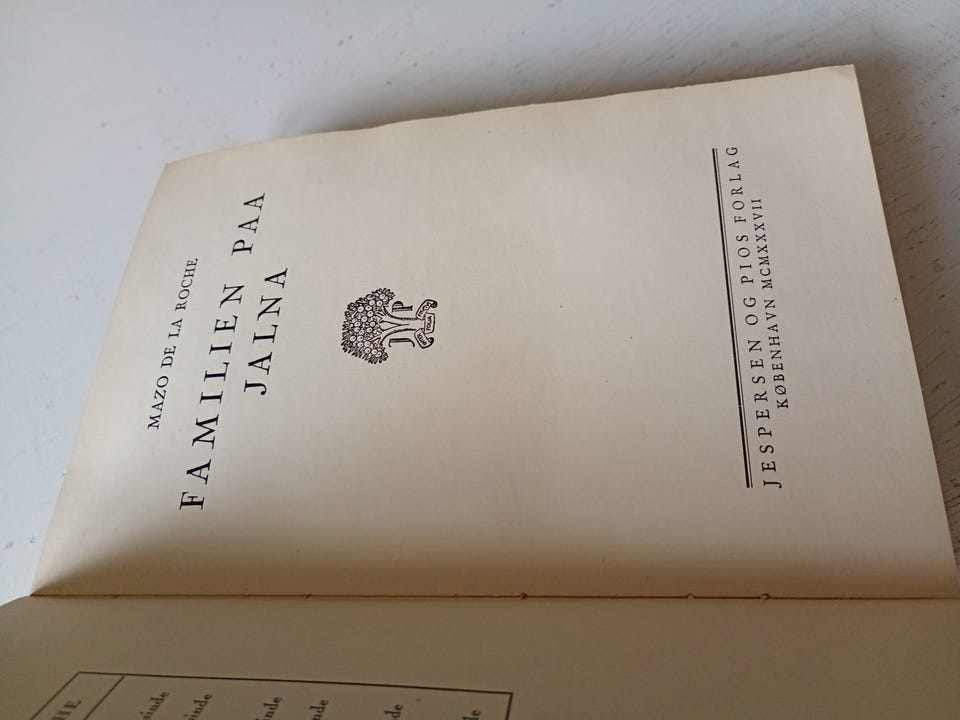 MAZO DE LA ROCHE
FAMILIEN PAA
JALNA
J P
JESPERSEN OG PIOS FORLAG
KØBENHAVN MCMXXXVII